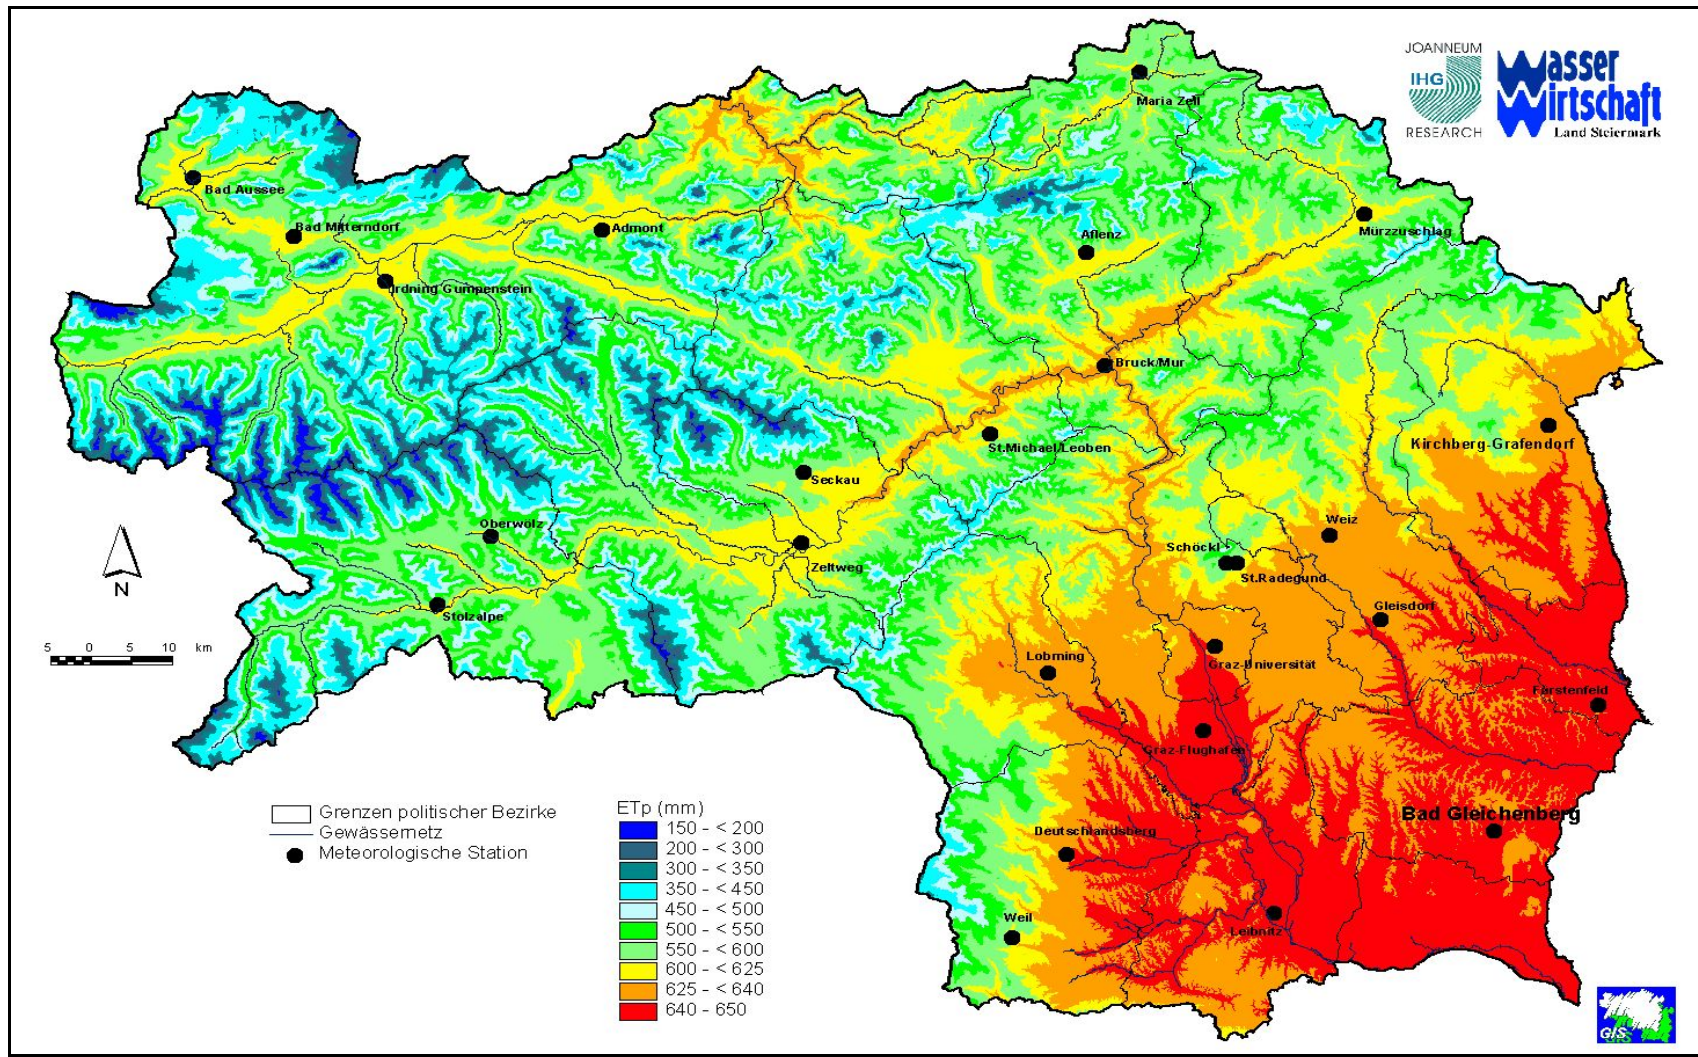 JOANNEUM
IHG
RESEARCH
Wasser
Wirtschaft
Land Steiermark
Maria Zell
Bad Aussee
Bad Mitterndorf
Admont
Mürzzuschlag
Aflenz
Irdning Gumpenstein
Bruck/Mur
Kirchberg-Grafendorf
St.Michael/Leoben
Seckau
Oberwölz
Weiz
Schöckl
Zeltweg
St.Radegund
Stolzalpe
Gleisdorf
N
5 0 5 10 km
Lobming
Graz-Universität
Fürstenfeld
Graz-Flughafen
Bad Gleichenberg
Deutschlandsberg
Weil
Leibnitz
Grenzen politischer Bezirke
Gewässernetz
Meteorologische Station
ETp (mm)
150 - < 200
200 - < 300
300 - < 350
350 - < 450
450 - < 500
500 - < 550
550 - < 600
600 - < 625
625 - < 640
640 - 650
GIS